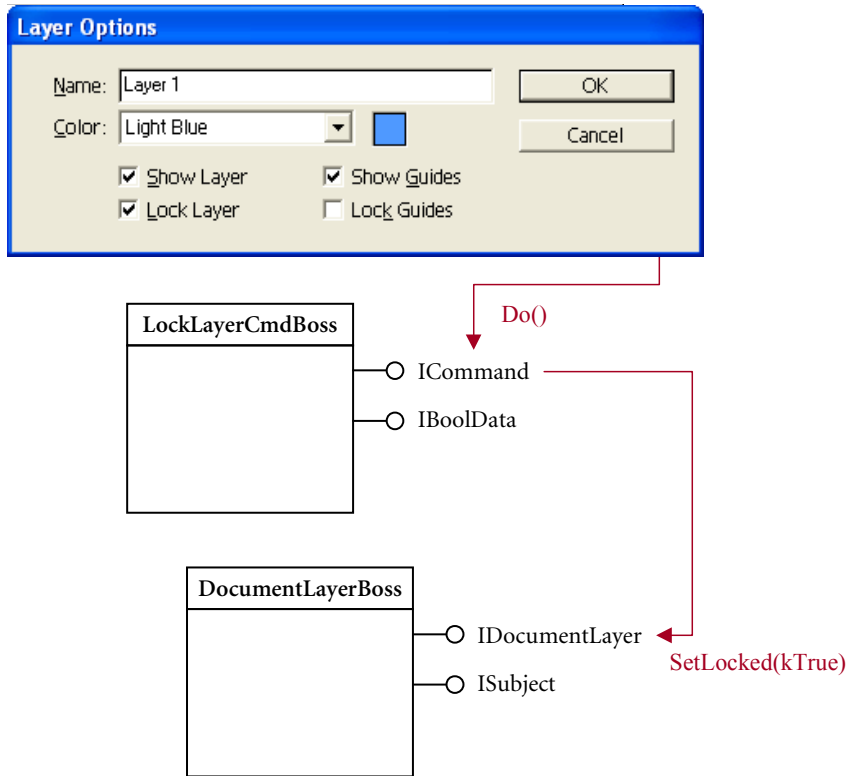 Layer Options
Name: Layer 1
OK
Color: Light Blue
Cancel
Show Layer
Show Guides
Lock Layer
Lock Guides
Do()
LockLayerCmdBoss
ICommand
IBoolData
DocumentLayerBoss
IDocumentLayer
SetLocked(kTrue)
ISubject